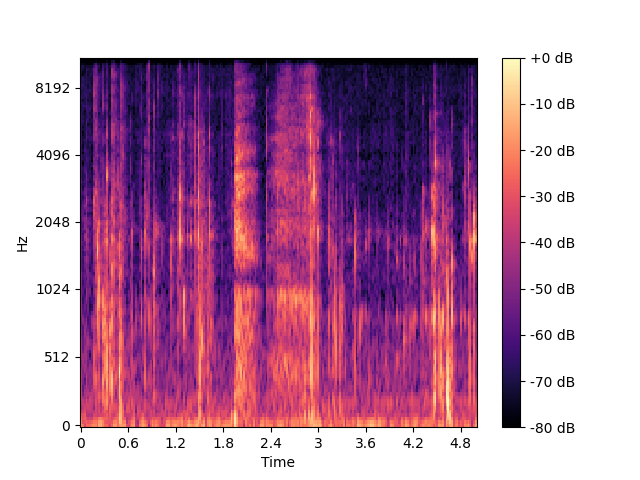 8192
4096
2048
1024
512
0
Hz
0 0.6 1.2 1.8 2.4 3 3.6 4.2 4.8
Time
+0 dB
-10 dB
-20 dB
-30 dB
-40 dB
-50 dB
-60 dB
-70 dB
-80 dB